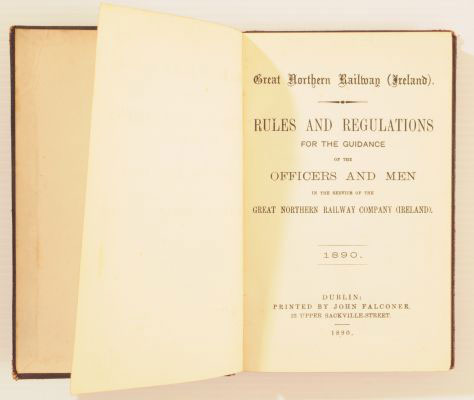 Great Northern Railway (Ireland).
RULES AND REGULATIONS
FOR THE GUIDANCE
OF THE
OFFICERS AND MEN
IN THE SERVICE OF THE
GREAT NORTHERN RAILWAY COMPANY (IRELAND).
1890.
DUBLIN:
PRINTED BY JOHN FALCONER,
53 UPPER SACKVILLE-STREET.
1890.